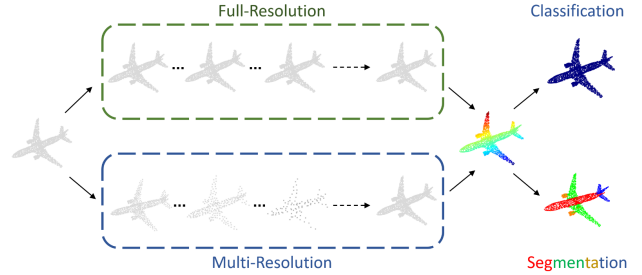 Full-Resolution
Classification
Multi-Resolution
Segmentation